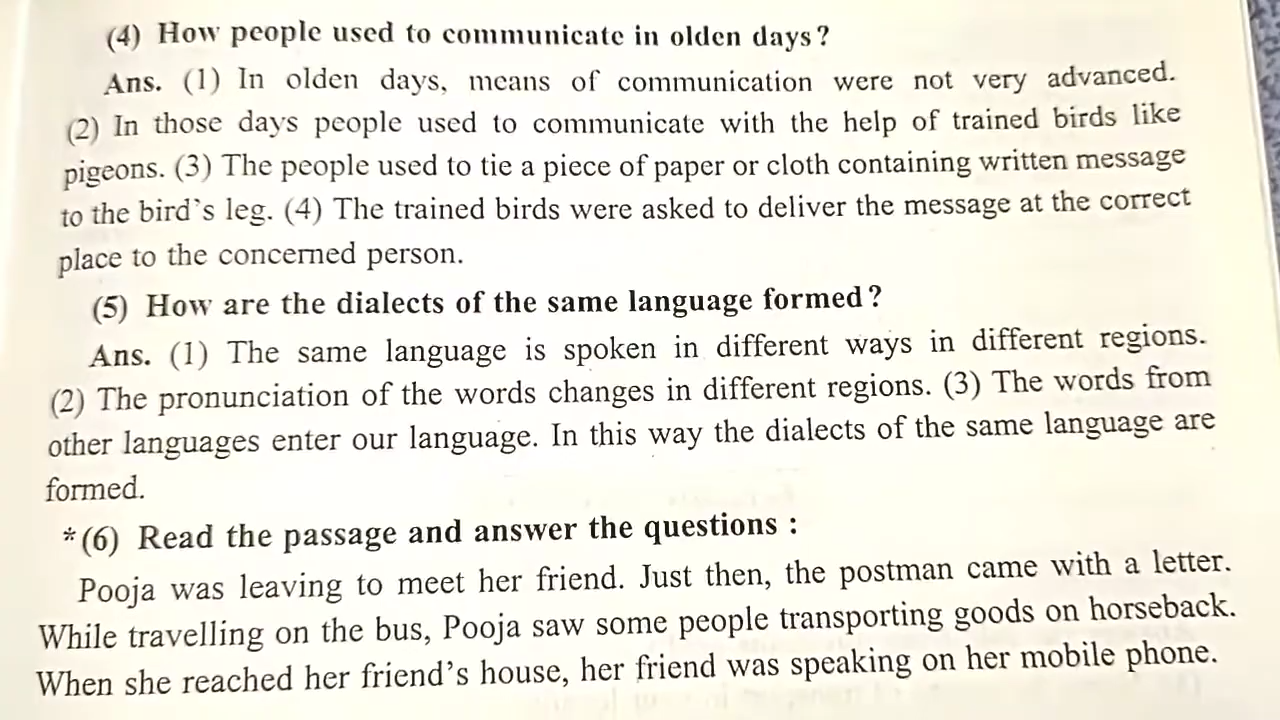 (4) How people used to communicate in olden days?
Ans. (1) In olden days, means of communication were not very advanced.
(2) In those days people used to communicate with the help of trained birds like
pigeons. (3) The people used to tie a piece of paper or cloth containing written message
to the bird's leg. (4) The trained birds were asked to deliver the message at the correct
place to the concerned person.
(5) How are the dialects of the same language formed?
Ans. (1) The same language is spoken in different ways in different regions.
(2) The pronunciation of the words changes in different regions. (3) The words from
other languages enter our language. In this way the dialects of the same language are
formed.
*(6) Read the passage and answer the questions :
Pooja was leaving to meet her friend. Just then, the postman came with a letter.
While travelling on the bus, Pooja saw some people transporting goods on horseback.
When she reached her friend's house, her friend was speaking on her mobile phone.